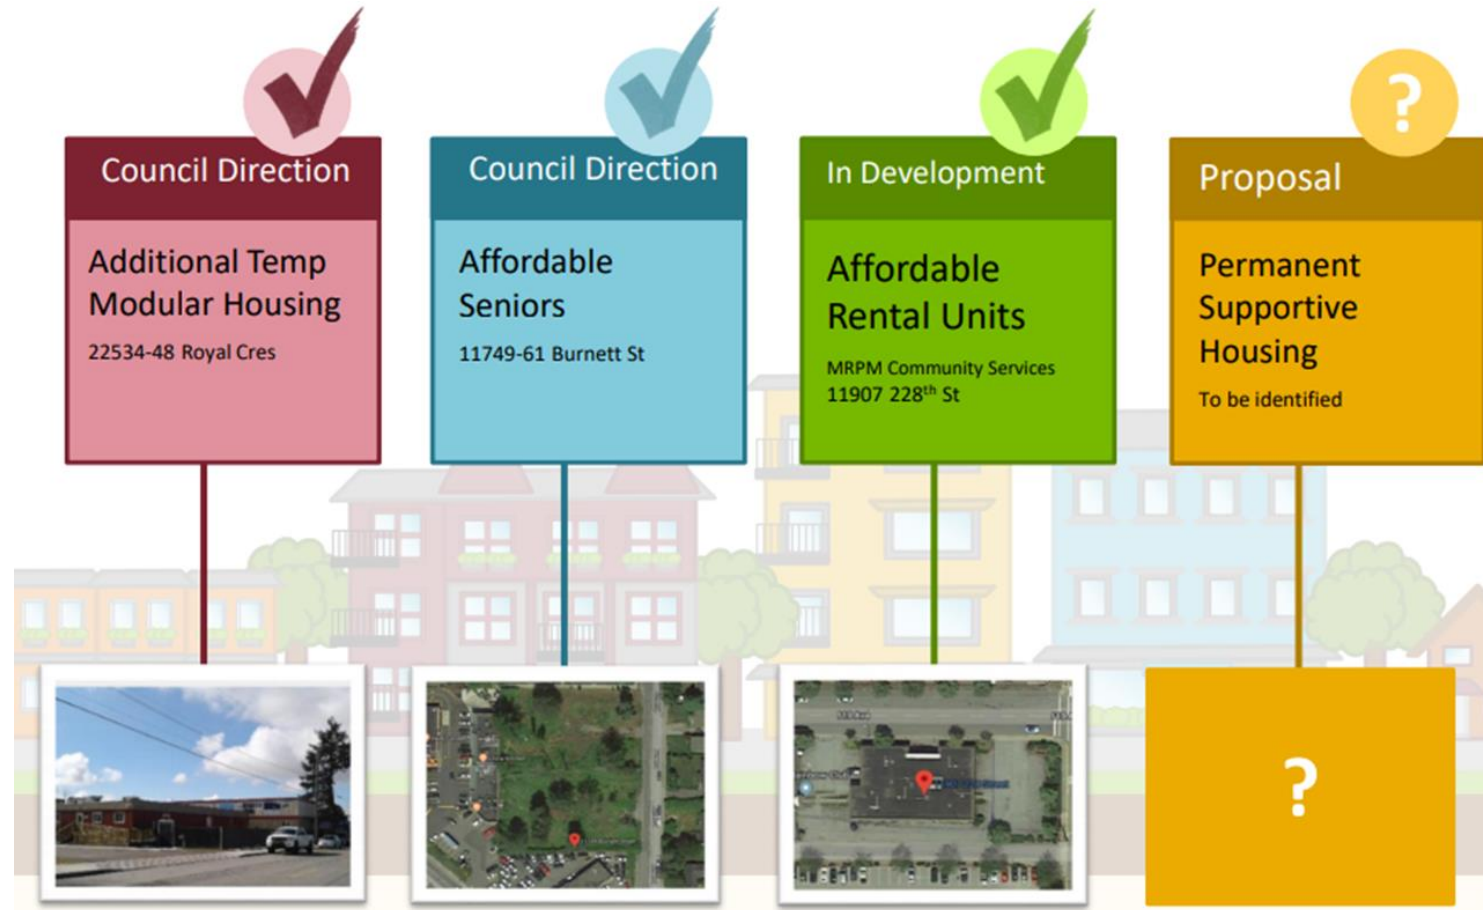 Council Direction
Additional Temp
Modular Housing
22534-48 Royal Cres
Council Direction
Affordable
Seniors
11749-61 Burnett St
In Development
Affordable
Rental Units
MRPM Community Services
11907 228th St
?
Proposal
Permanent
Supportive
Housing
To be identified
?